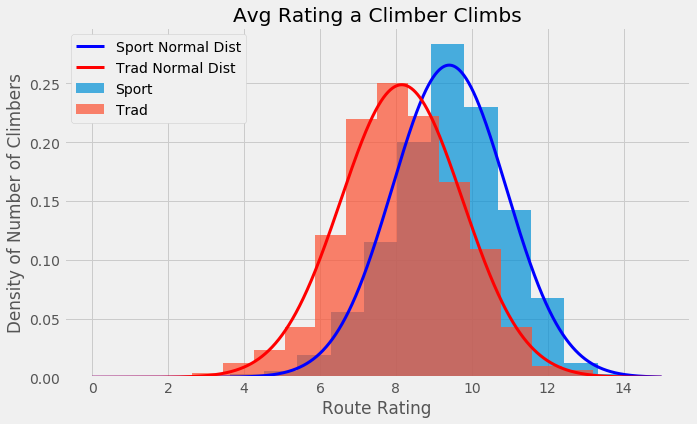 Avg Rating a Climber Climbs
Sport Normal Dist
Trad Normal Dist
Sport
Trad
Density of Number of Climbers
0.25
0.20
0.15
0.10
0.05
0.00
0 2 4 6 8 10 12 14
Route Rating